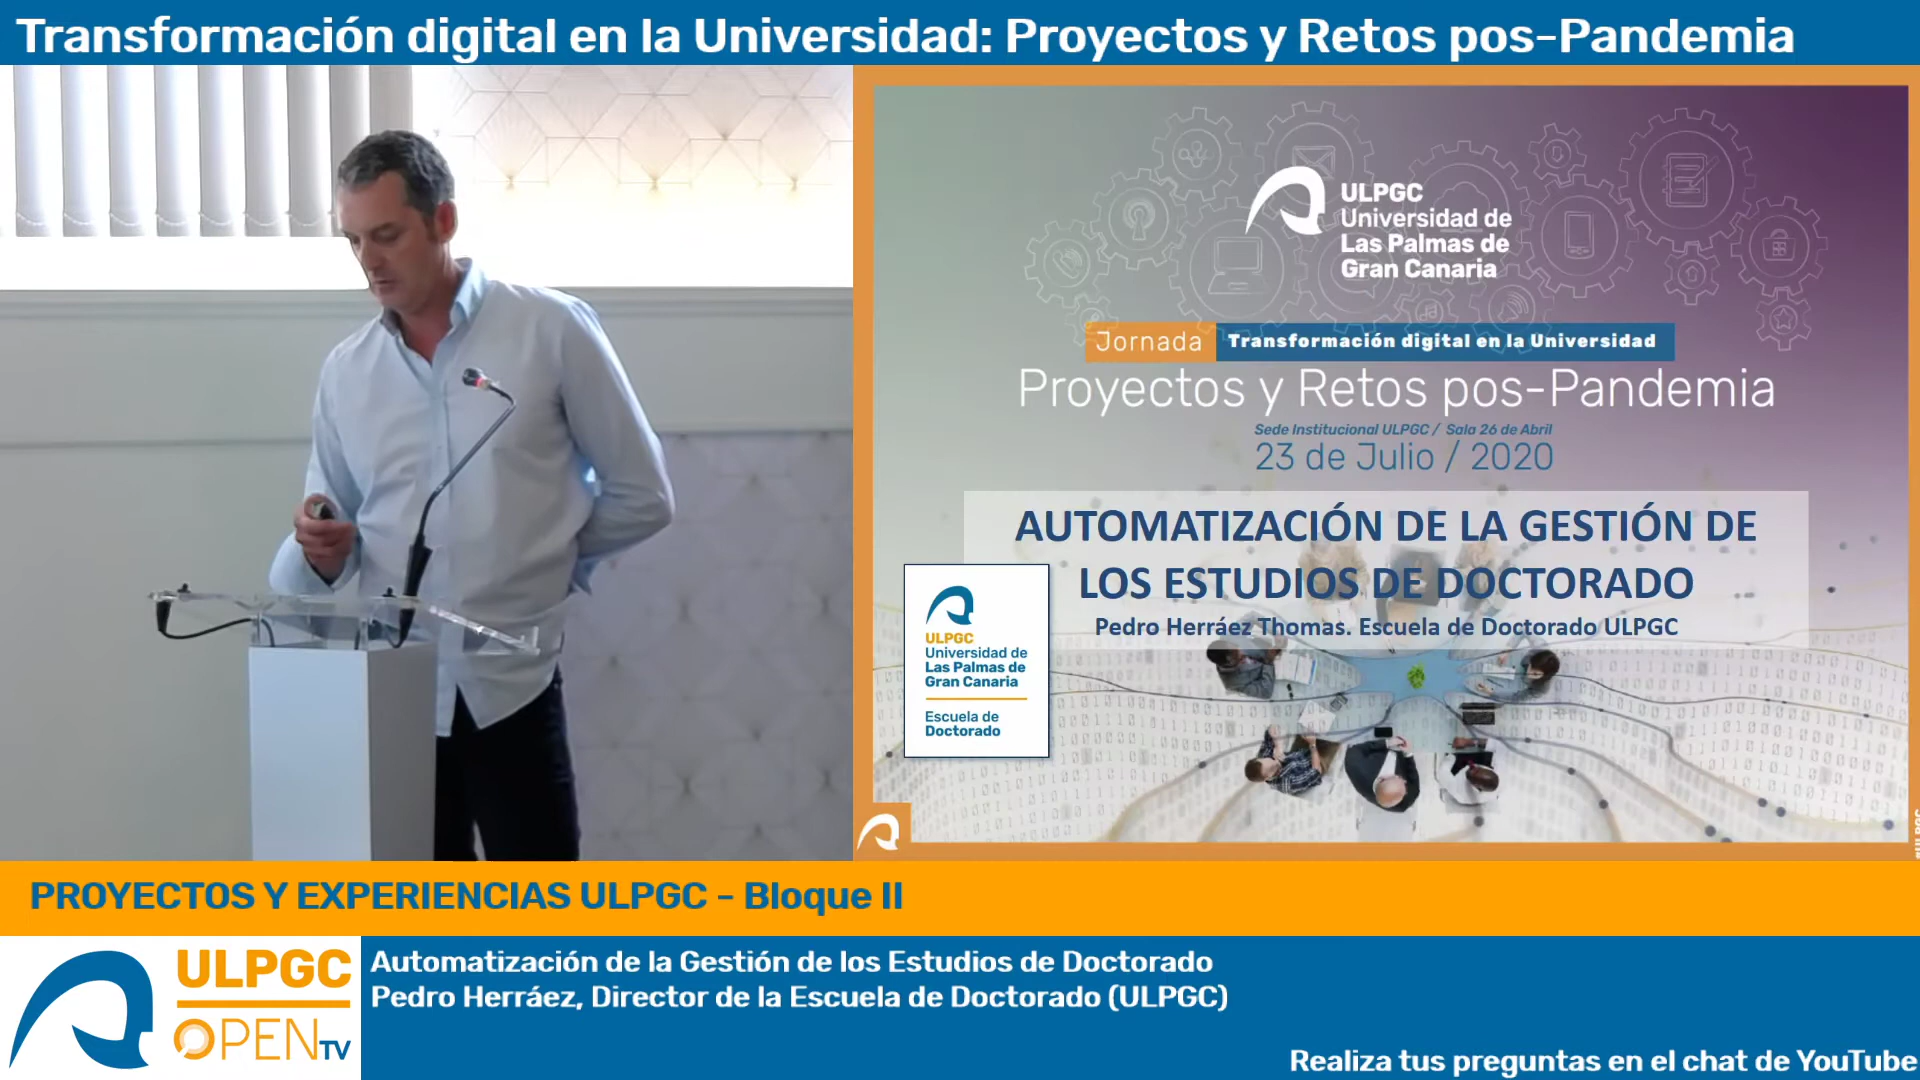 Transformación digital en la Universidad: Proyectos y Retos pos-Pandemia
ULPGC
Universidad de
Las Palmas de
Gran Canaria
Jornada
Transformación digital en la Universidad
Proyectos y Retos pos-Pandemia
Sede Institucional ULPGC / Sala 26 de Abril
23 de Julio / 2020
AUTOMATIZACIÓN DE LA GESTIÓN DE
LOS ESTUDIOS DE DOCTORADO
Pedro Herráez Thomas. Escuela de Doctorado ULPGC
ULPGC
Universidad de
Las Palmas de
Gran Canaria
Escuela de
Doctorado
PROYECTOS Y EXPERIENCIAS ULPGC - Bloque II
ULPGC
OPENTV
Automatización de la Gestión de los Estudios de Doctorado
Pedro Herráez, Director de la Escuela de Doctorado (ULPGC)
Realiza tus preguntas en el chat de YouTube